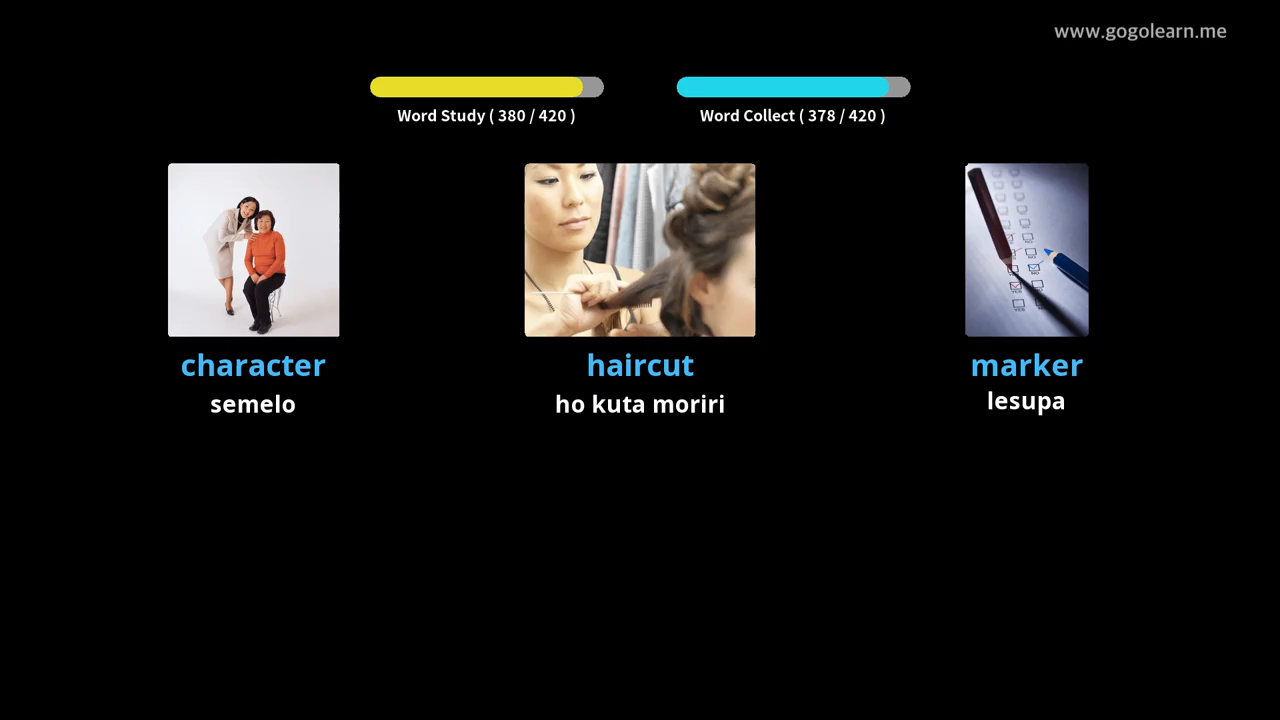 www.gogolearn.me
Word Study ( 380 / 420 )
Word Collect ( 378 / 420 )
character
haircut
marker
semelo
ho kuta moriri
lesupa